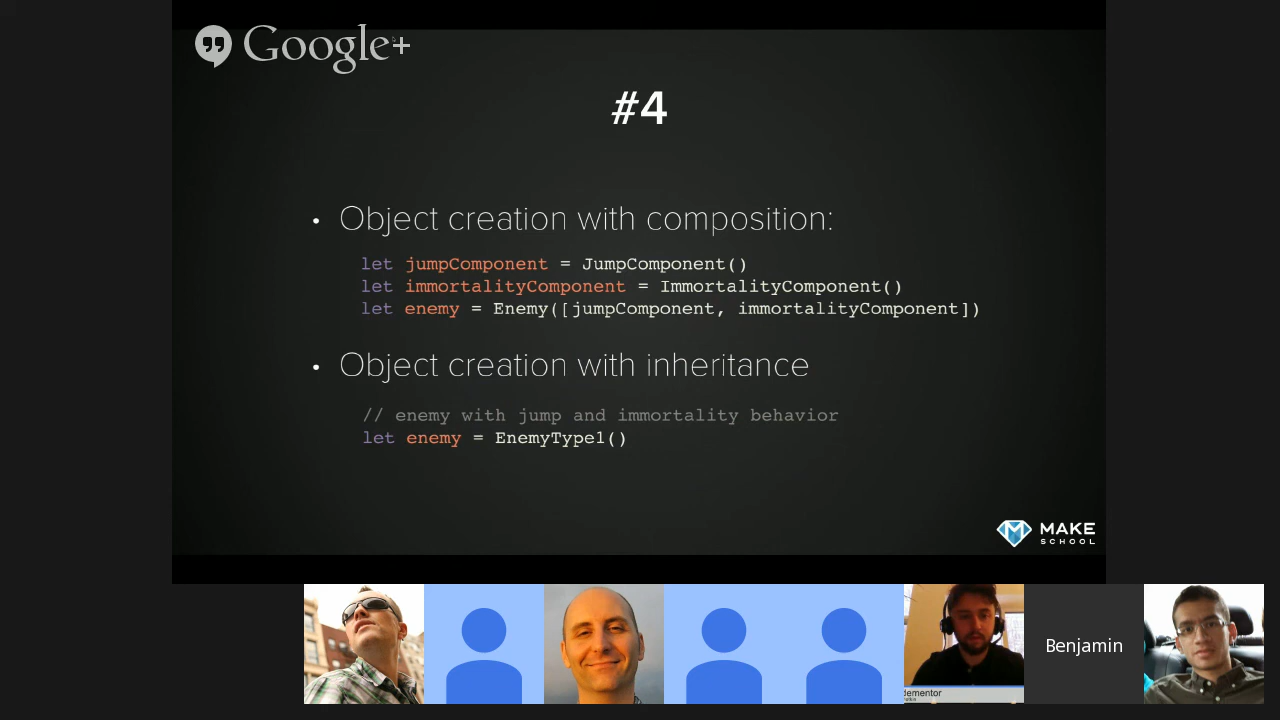 Google+
#4
• Object creation with composition:
let jumpComponent = JumpComponent()
let immortalityComponent = ImmortalityComponent()
let enemy = Enemy([jumpComponent, immortalityComponent])
• Object creation with inheritance
// enemy with jump and immortality behavior
let enemy = EnemyType1()
MAKE
SCHOOL
Benjamin
dementor